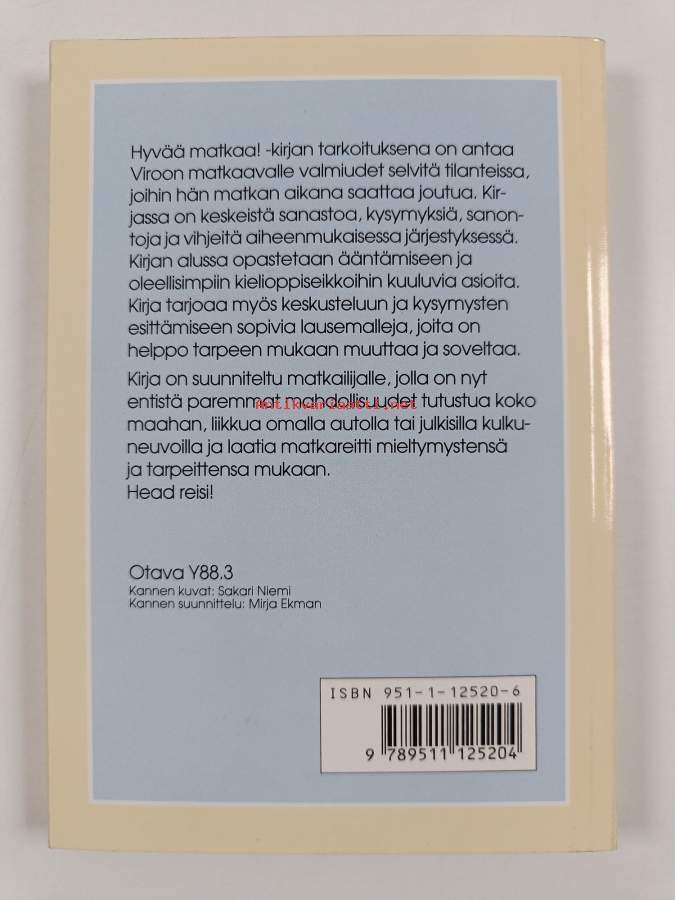 Hyvää matkaa! -kirjan tarkoituksena on antaa
Viroon matkaavalle valmiudet selvitä tilanteissa,
joihin hän matkan aikana saattaa joutua. Kir-
jassa on keskeistä sanastoa, kysymyksiä, sanon-
toja ja vihjeitä aiheenmukaisessa järjestyksessä.
Kirjan alussa opastetaan ääntämiseen ja
oleellisimpiin kielioppiseikkoihin kuuluvia asioita.
Kirja tarjoaa myös keskusteluun ja kysymysten
esittämiseen sopivia lausemalleja, joita on
helppo tarpeen mukaan muuttaa ja soveltaa.
Kirja on suunniteltu matkailijalle, jolla on nyt
entistä paremmat mahdollisuudet tutustua koko
Antikvariaatti.net
maahan, liikkua omalla autolla tai julkisilla kulku-
neuvoilla ja laatia matkareitti mieltymystensä
ja tarpeittensa mukaan.
Head reisi!
Otava Y88.3
Kannen kuvat: Sakari Niemi
Kannen suunnittelu: Mirja Ekman
ISBN 951-1-12520-6
9 789511 125204